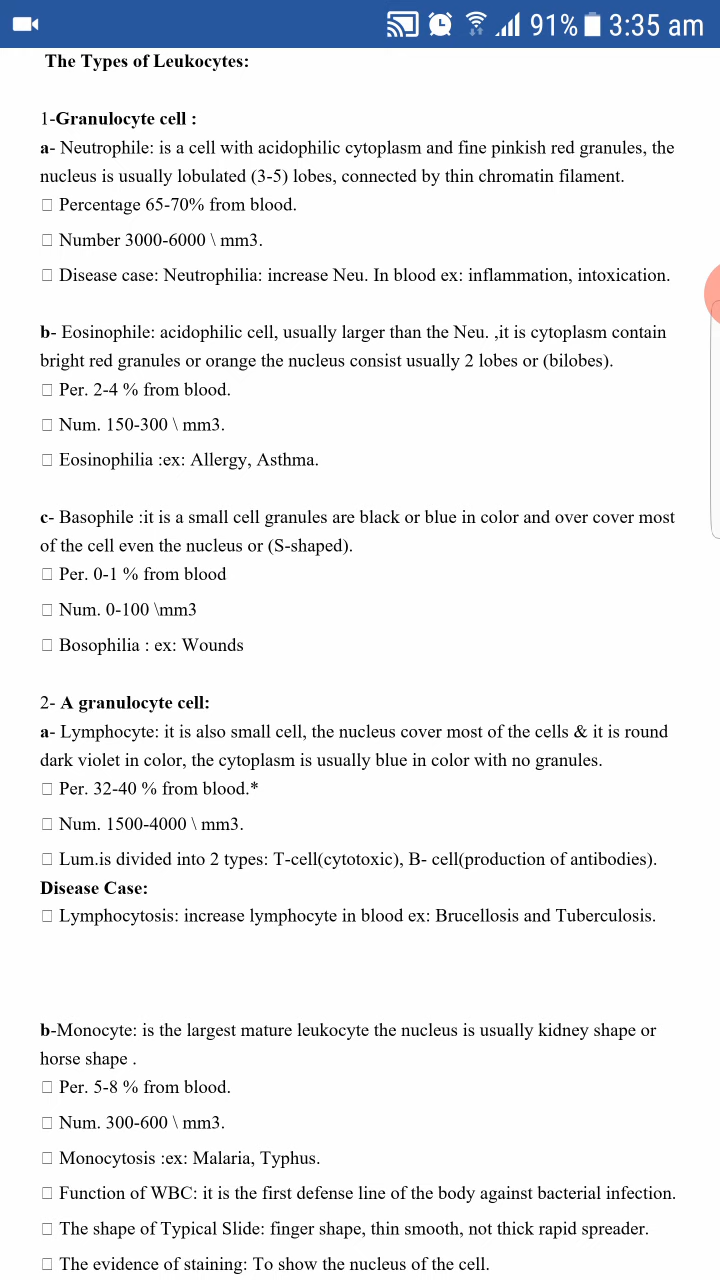 91% 3:35 am
The Types of Leukocytes:
1-Granulocyte cell :
a- Neutrophile: is a cell with acidophilic cytoplasm and fine pinkish red granules, the
nucleus is usually lobulated (3-5) lobes, connected by thin chromatin filament.
□ Percentage 65-70% from blood.
□ Number 3000-6000 \ mm3.
□ Disease case: Neutrophilia: increase Neu. In blood ex: inflammation, intoxication.
b- Eosinophile: acidophilic cell, usually larger than the Neu. ,it is cytoplasm contain
bright red granules or orange the nucleus consist usually 2 lobes or (bilobes).
□ Per. 2-4 % from blood.
□ Num. 150-300 \ mm3.
□ Eosinophilia :ex: Allergy, Asthma.
c- Basophile :it is a small cell granules are black or blue in color and over cover most
of the cell even the nucleus or (S-shaped).
□ Per. 0-1 % from blood
□ Num. 0-100 \mm3
□ Bosophilia : ex: Wounds
2- A granulocyte cell:
a- Lymphocyte: it is also small cell, the nucleus cover most of the cells & it is round
dark violet in color, the cytoplasm is usually blue in color with no granules.
□ Per. 32-40 % from blood.*
□ Num. 1500-4000 \ mm3.
□ Lum.is divided into 2 types: T-cell(cytotoxic), B- cell(production of antibodies).
Disease Case:
□ Lymphocytosis: increase lymphocyte in blood ex: Brucellosis and Tuberculosis.
b-Monocyte: is the largest mature leukocyte the nucleus is usually kidney shape or
horse shape .
□ Per. 5-8 % from blood.
□ Num. 300-600 \ mm3.
□ Monocytosis :ex: Malaria, Typhus.
□ Function of WBC: it is the first defense line of the body against bacterial infection.
□ The shape of Typical Slide: finger shape, thin smooth, not thick rapid spreader.
□ The evidence of staining: To show the nucleus of the cell.